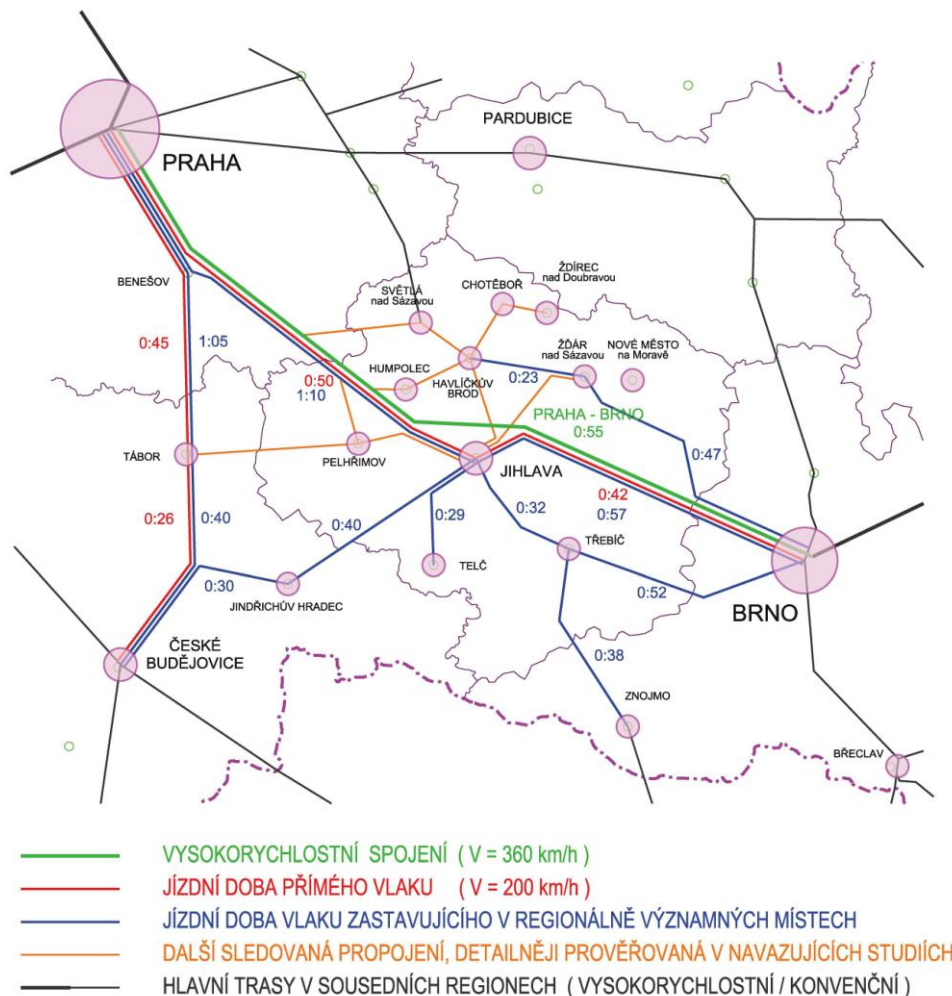 PARDUBICE
PRAHA
ŽDÍREC
nad Doubravou
CHOTĚBOŘ
BENEŠOV
SVĚTLÁ
nad Sázavou
ŽĎÁR
nad Sázavou
NOVÉ MĚSTO
na Moravě
0:45
1:05
HUMPOLEC
HAVLÍČKŮV
BROD
0:23
0:50
1:10
PRAHA - BRNO
0:55
TÁBOR
PELHŘIMOV
JIHLAVA
0:47
0:42
0:57
0:26
0:40
0:40
0:29
0:32
TŘEBÍČ
TELČ
0:30
JINDŘICHŮV HRADEC
0:52
BRNO
ČESKÉ
BUDĚJOVICE
0:38
ZNOJMO
BŘECLAV
VYSOKORYCHLOSTNÍ SPOJENÍ ( V = 360 km/h )
JÍZDNÍ DOBA PŘÍMÉHO VLAKU ( V = 200 km/h )
JÍZDNÍ DOBA VLAKU ZASTAVUJÍCÍHO V REGIONÁLNĚ VÝZNAMNÝCH MÍSTECH
DALŠÍ SLEDOVANÁ PROPOJENÍ, DETAILNĚJI PROVĚŘOVANÁ V NAVAZUJÍCÍCH STUDIÍCH
HLAVNÍ TRASY V SOUSEDNÍCH REGIONECH ( VYSOKORYCHLOSTNÍ / KONVENČNÍ )